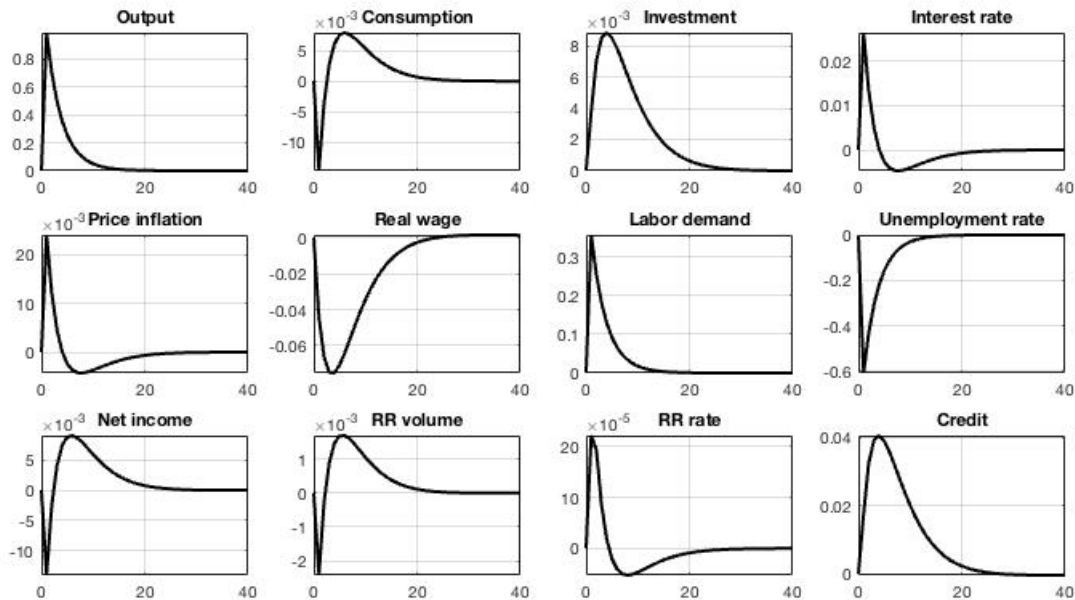 Output
0.8
0.6
0.4
0.2
0
0 20 40
×10⁻³ Consumption
5
0
-5
-10
0 20 40
×10⁻³ Investment
8
6
4
2
0
0 20 40
Interest rate
0.02
0.01
0
0 20 40
×10⁻³ Price inflation
20
10
0
0 20 40
Real wage
0
-0.02
-0.04
-0.06
0 20 40
Labor demand
0.3
0.2
0.1
0
0 20 40
Unemployment rate
0
-0.2
-0.4
-0.6
0 20 40
×10⁻³ Net income
5
0
-5
-10
0 20 40
×10⁻³ RR volume
1
0
-1
-2
0 20 40
×10⁻⁵ RR rate
20
10
0
0 20 40
Credit
0.04
0.02
0
0 20 40